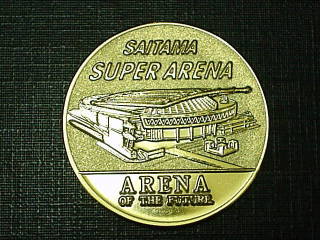 SAITAMA
SUPER ARENA
ARENA
OF THE FUTURE